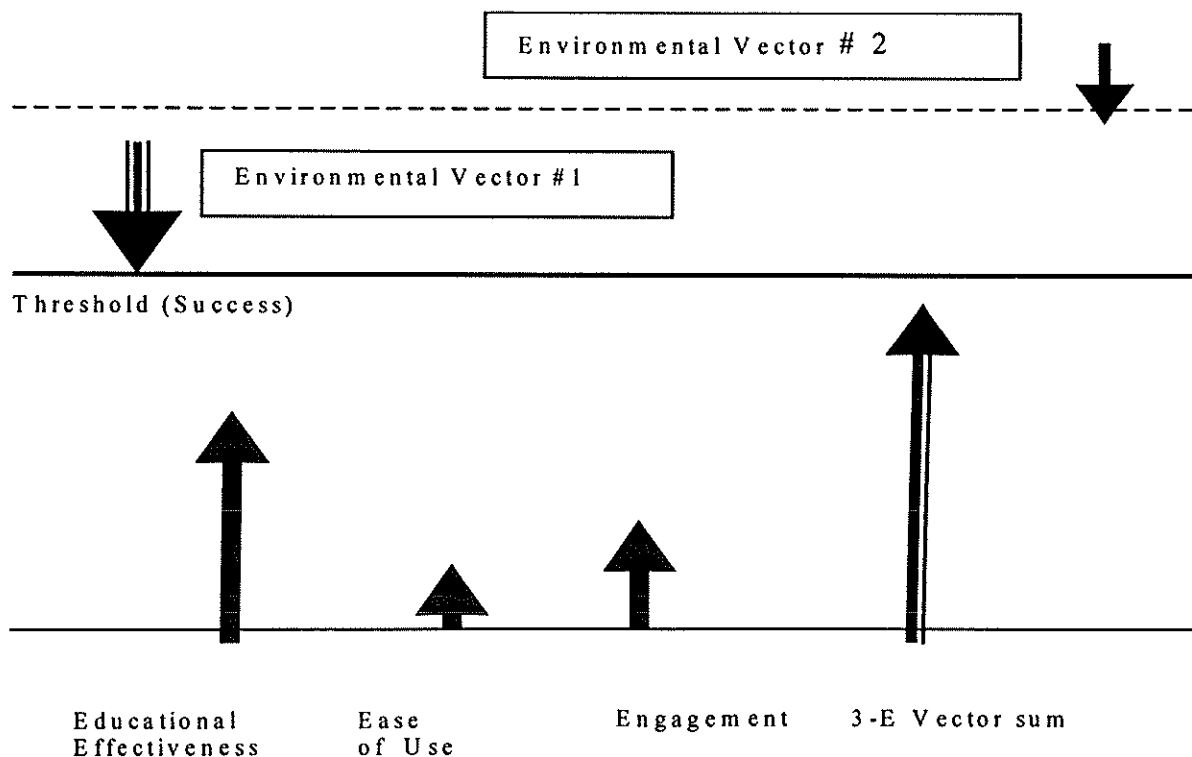 Environmental Vector # 2
Environmental Vector #1
Threshold (Success)
Educational
Effectiveness
Ease
of Use
Engagement
3-E Vector sum